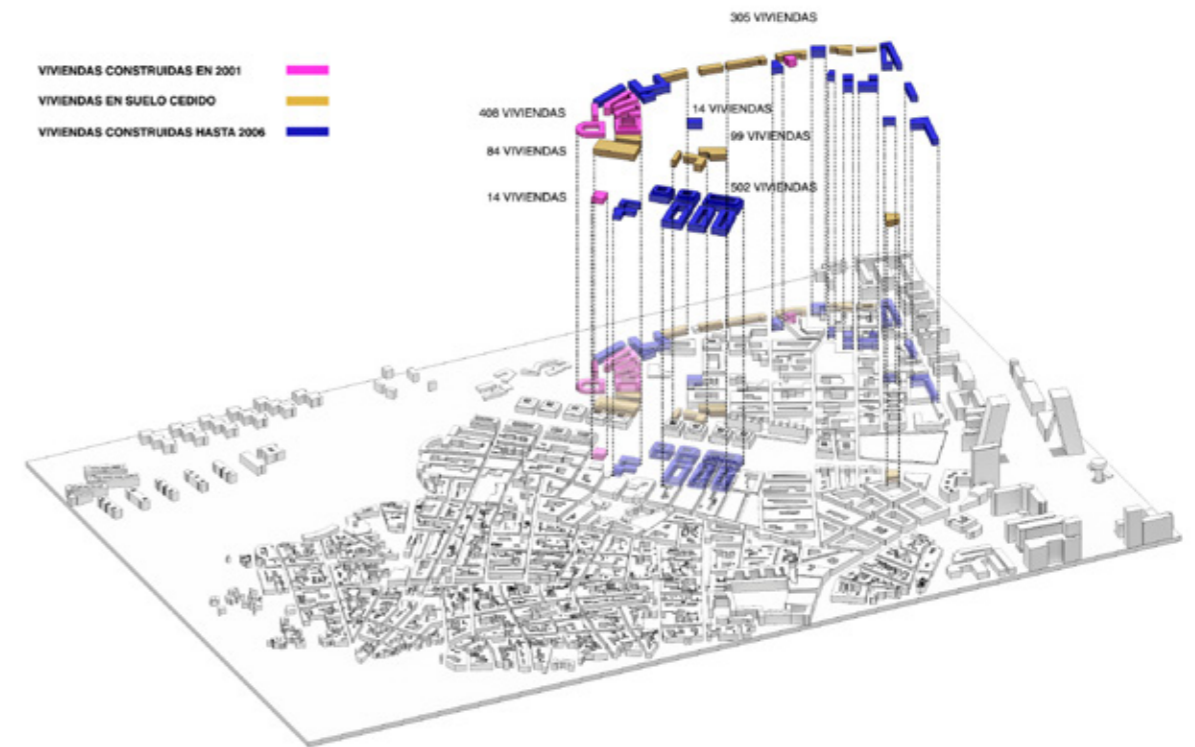 305 VIVIENDAS
VIVIENDAS CONSTRUIDAS EN 2001
VIVIENDAS EN SUELO CEDIDO
VIVIENDAS CONSTRUIDAS HASTA 2006
408 VIVIENDAS
14 VIVIENDAS
99 VIVIENDAS
84 VIVIENDAS
502 VIVIENDAS
14 VIVIENDAS